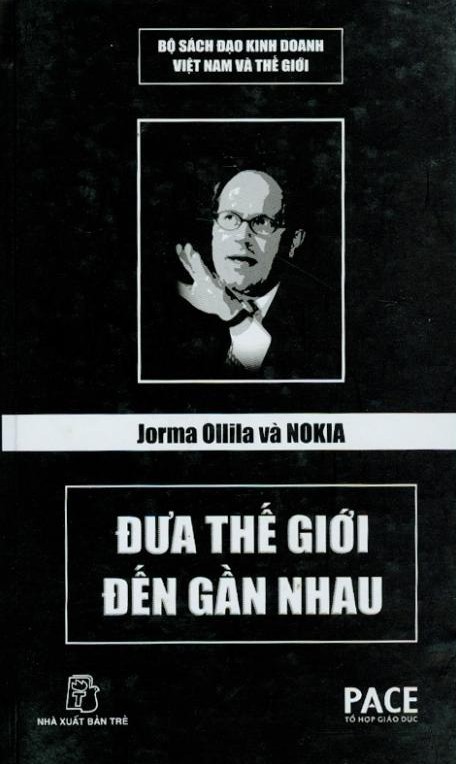 BỘ SÁCH ĐẠO KINH DOANH
VIỆT NAM VÀ THẾ GIỚI
Jorma Ollila và NOKIA
ĐƯA THẾ GIỚI
ĐẾN GẦN NHAU
NHÀ XUẤT BẢN TRẺ
PACE
TỔ HỢP GIÁO DỤC